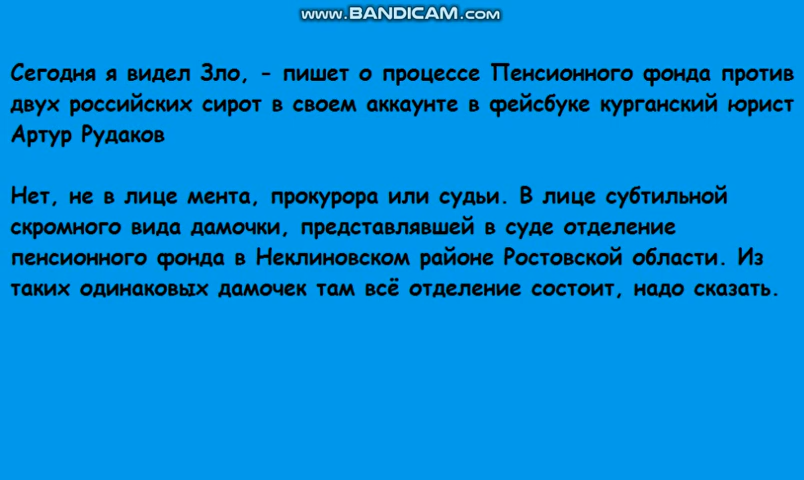 www.BANDICAM.com
Сегодня я видел Зло, - пишет о процессе Пенсионного фонда против
двух российских сирот в своем аккаунте в фейсбуке курганский юрист
Артур Рудаков
Нет, не в лице мента, прокурора или судьи. В лице субтильной
скромного вида дамочки, представлявшей в суде отделение
пенсионного фонда в Неклиновском районе Ростовской области. Из
таких одинаковых дамочек там всё отделение состоит, надо сказать.